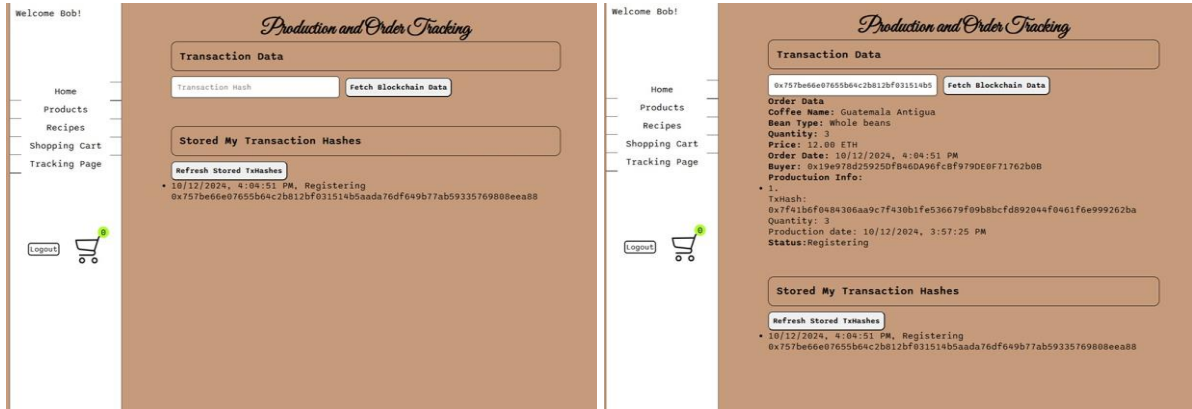 Welcome Bob!
Production and Order Tracking
Transaction Data
Transaction Hash
Fetch Blockchain Data
Home
Products
Recipes
Shopping Cart
Tracking Page
Stored My Transaction Hashes
Refresh Stored TxHashes
10/12/2024, 4:04:51 PM, Registering
0x757be66e07655b64c2b812bf031514b5aada76df649b77ab59335769808eea88
Logout
0
Welcome Bob!
Production and Order Tracking
Transaction Data
0x757be66e07655b64c2b812bf031514b5
Fetch Blockchain Data
Home
Products
Recipes
Shopping Cart
Tracking Page
Order Data
Coffee Name: Guatemala Antigua
Bean Type: Whole beans
Quantity: 3
Price: 12.00 ETH
Order Date: 10/12/2024, 4:04:51 PM
Buyer: 0x19e978d25925DfB46DA96fcBf979DE0F71762b0B
Productuion Info:
1.
TxHash:
0x7f41b6f0484306aa9c7f430b1fe536679f09b8bcfd892044f0461f6e999262ba
Quantity: 3
Production date: 10/12/2024, 3:57:25 PM
Status:Registering
Logout
0
Stored My Transaction Hashes
Refresh Stored TxHashes
10/12/2024, 4:04:51 PM, Registering
0x757be66e07655b64c2b812bf031514b5aada76df649b77ab59335769808eea88